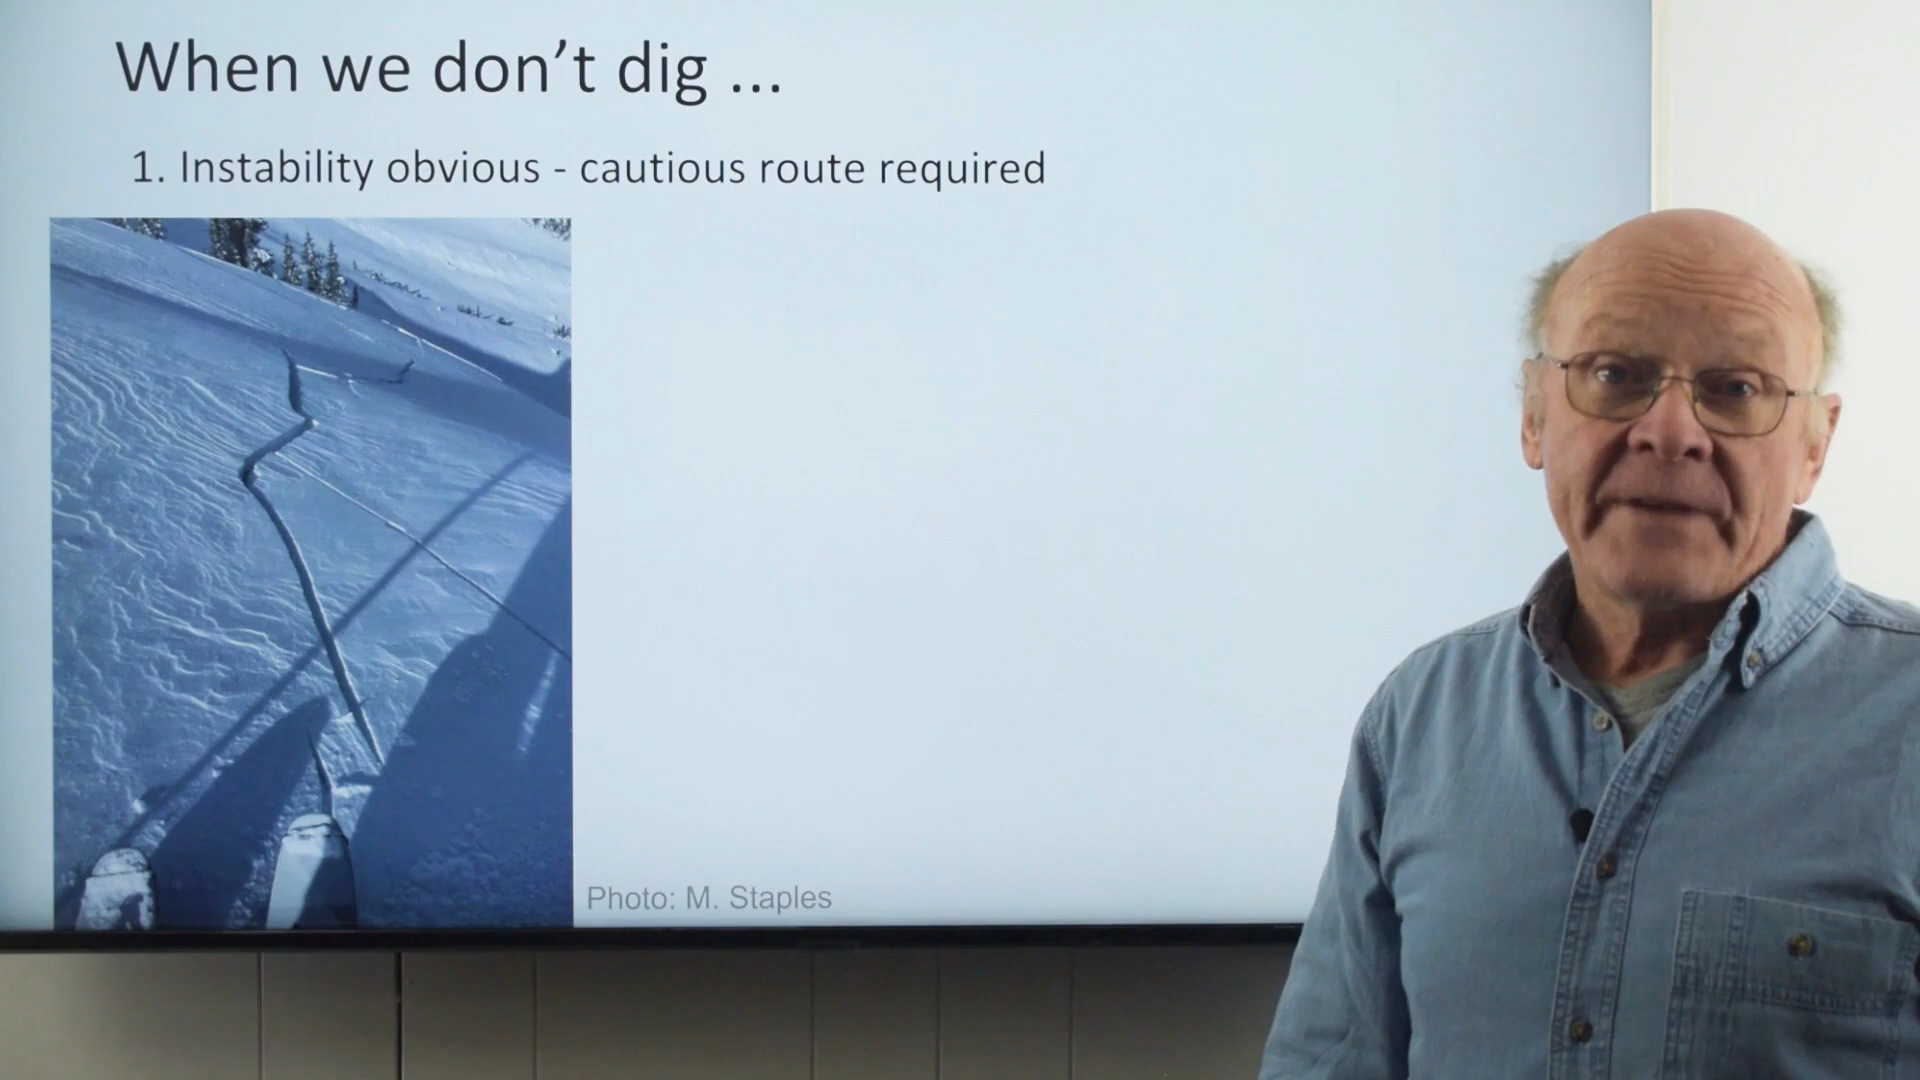 When we don’t dig ...
1. Instability obvious - cautious route required
Photo: M. Staples